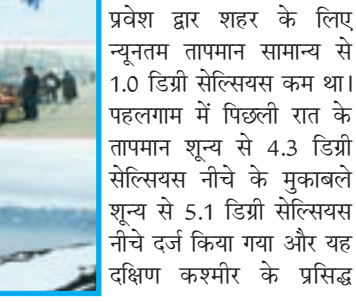 प्रवेश द्वार शहर के लिए
न्यूनतम तापमान सामान्य से
1.0 डिग्री सेल्सियस कम था।
पहलगाम में पिछली रात के
तापमान शून्य से 4.3 डिग्री
सेल्सियस नीचे के मुकाबले
शून्य से 5.1 डिग्री सेल्सियस
नीचे दर्ज किया गया और यह
दक्षिण कश्मीर के प्रसिद्ध